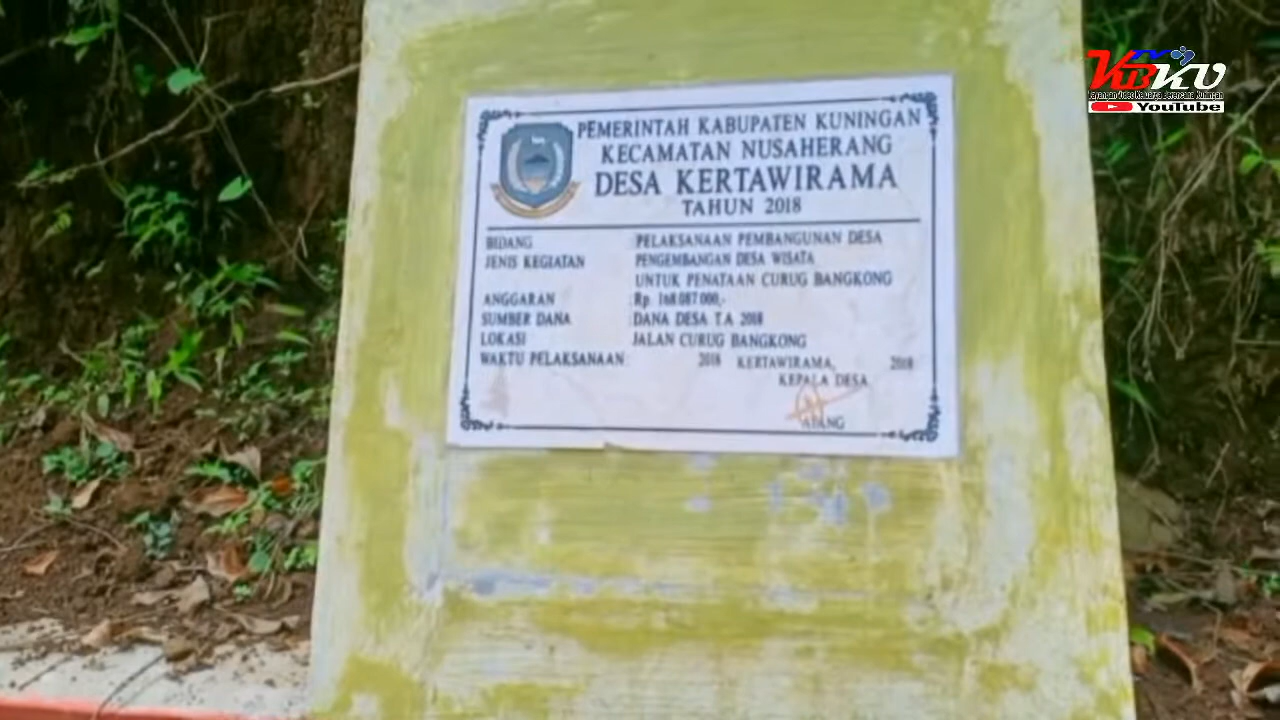 TV
KBKU
YouTube
PEMERINTAH KABUPATEN KUNINGAN
KECAMATAN NUSAHERANG
DESA KERTAWIRAMA
TAHUN 2018
BIDANG : PELAKSANAAN PEMBANGUNAN DESA
JENIS KEGIATAN PENGEMBANGAN DESA WISATA
UNTUK PENATAAN CURUG BANGKONG
ANGGARAN : Rp. 168.087.000,-
SUMBER DANA : DANA DESA T.A 2018
LOKASI JALAN CURUG BANGKONG
WAKTU PELAKSANAAN : 2018 KERTAWIRAMA, 2018
KEPALA DESA